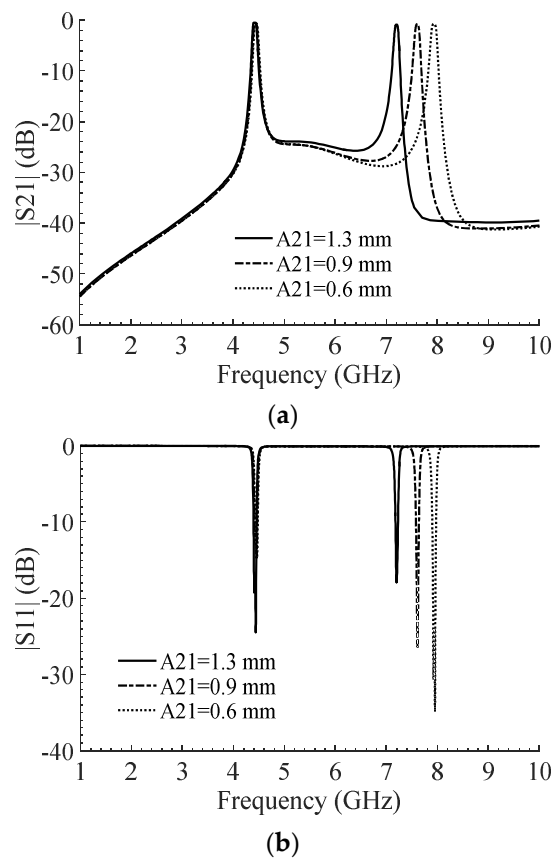 0
-10
-20
-30
-40
-50
-60
|S21| (dB)
A21=1.3 mm
A21=0.9 mm
A21=0.6 mm
1 2 3 4 5 6 7 8 9 10
Frequency (GHz)
(a)
0
-10
-20
-30
-40
|S11| (dB)
A21=1.3 mm
A21=0.9 mm
A21=0.6 mm
1 2 3 4 5 6 7 8 9 10
Frequency (GHz)
(b)